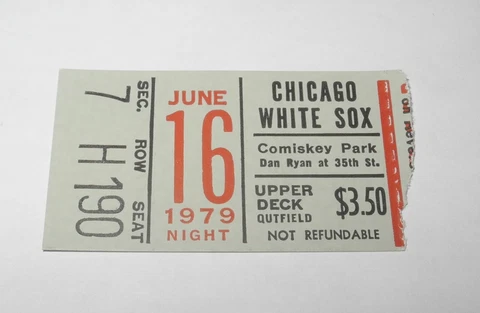 SEC. ROW SEAT
7 H 190
JUNE
16
1979
NIGHT
CHICAGO
WHITE SOX
Comiskey Park
Dan Ryan at 35th St.
UPPER
DECK
OUTFIELD
$3.50
NOT REFUNDABLE